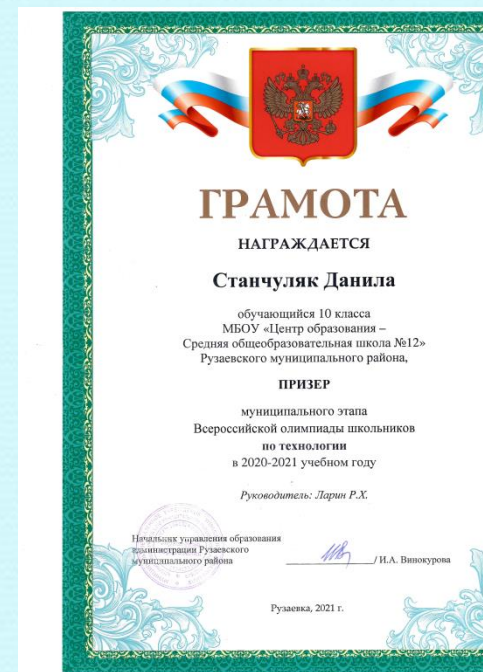 ГРАМОТА
НАГРАЖДАЕТСЯ
Станчуляк Данила
обучающийся 10 класса
МБОУ «Центр образования –
Средняя общеобразовательная школа №12»
Рузаевского муниципального района,
ПРИЗЕР
муниципального этапа
Всероссийской олимпиады школьников
по технологии
в 2020-2021 учебном году
Руководитель: Ларин Р.Х.
Начальник управления образования
администрации Рузаевского
муниципального района / И.А. Винокурова
Рузаевка, 2021 г.